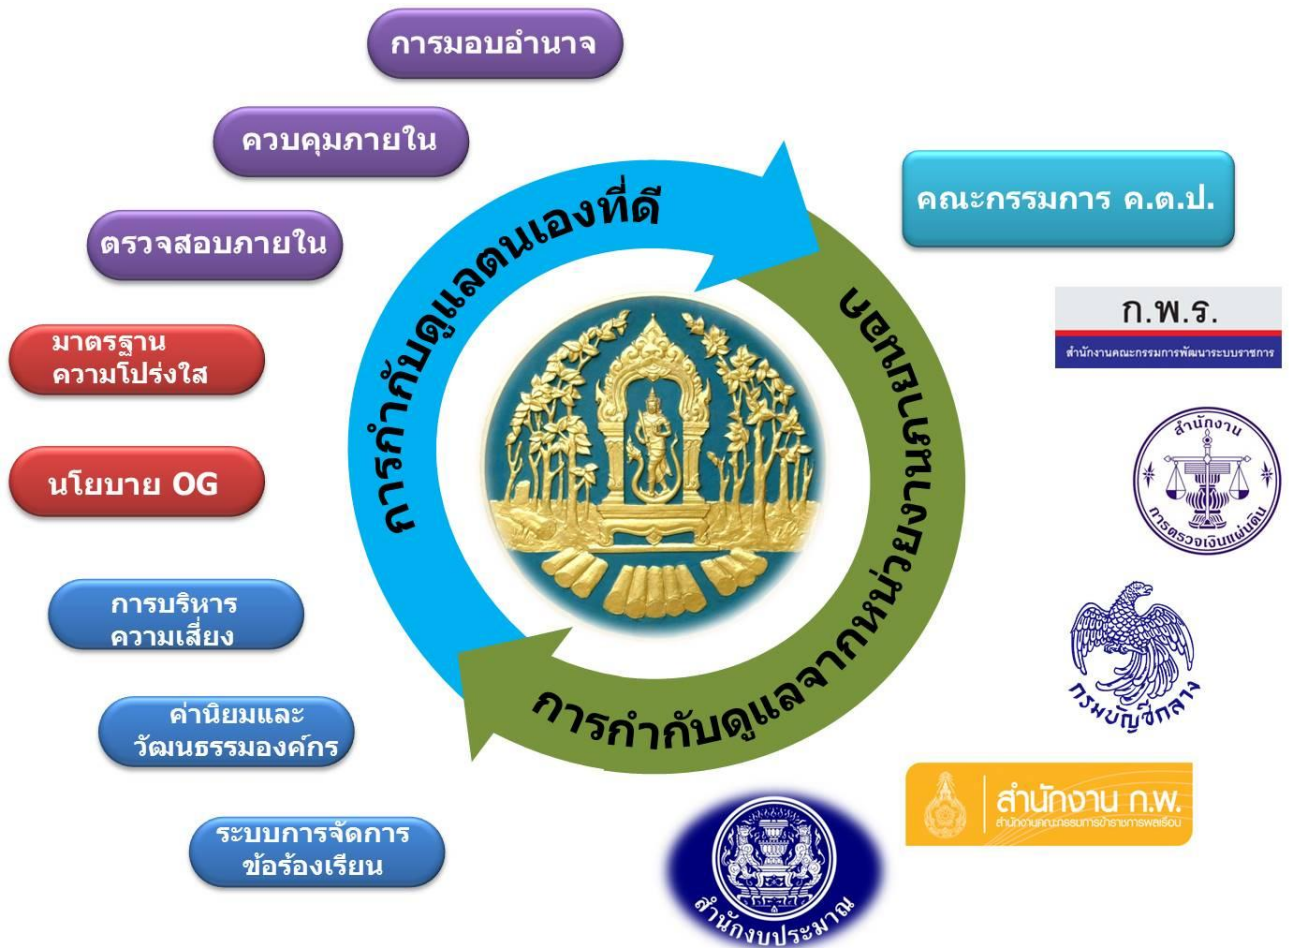 การมอบอำนาจ
ควบคุมภายใน
ตรวจสอบภายใน
มาตรฐาน
ความโปร่งใส
นโยบาย OG
การบริหาร
ความเสี่ยง
ค่านิยมและ
วัฒนธรรมองค์กร
ระบบการจัดการ
ข้อร้องเรียน
การกำกับดูแลตนเองที่ดี
การกำกับดูแลจากหน่วยงานภายนอก
คณะกรรมการ ค.ต.ป.
ก.พ.ร.
สำนักงานคณะกรรมการพัฒนาระบบราชการ
สำนักงาน
การตรวจเงินแผ่นดิน
กรมบัญชีกลาง
สำนักงาน ก.พ.
สำนักงานคณะกรรมการข้าราชการพลเรือน
สำนักงบประมาณ